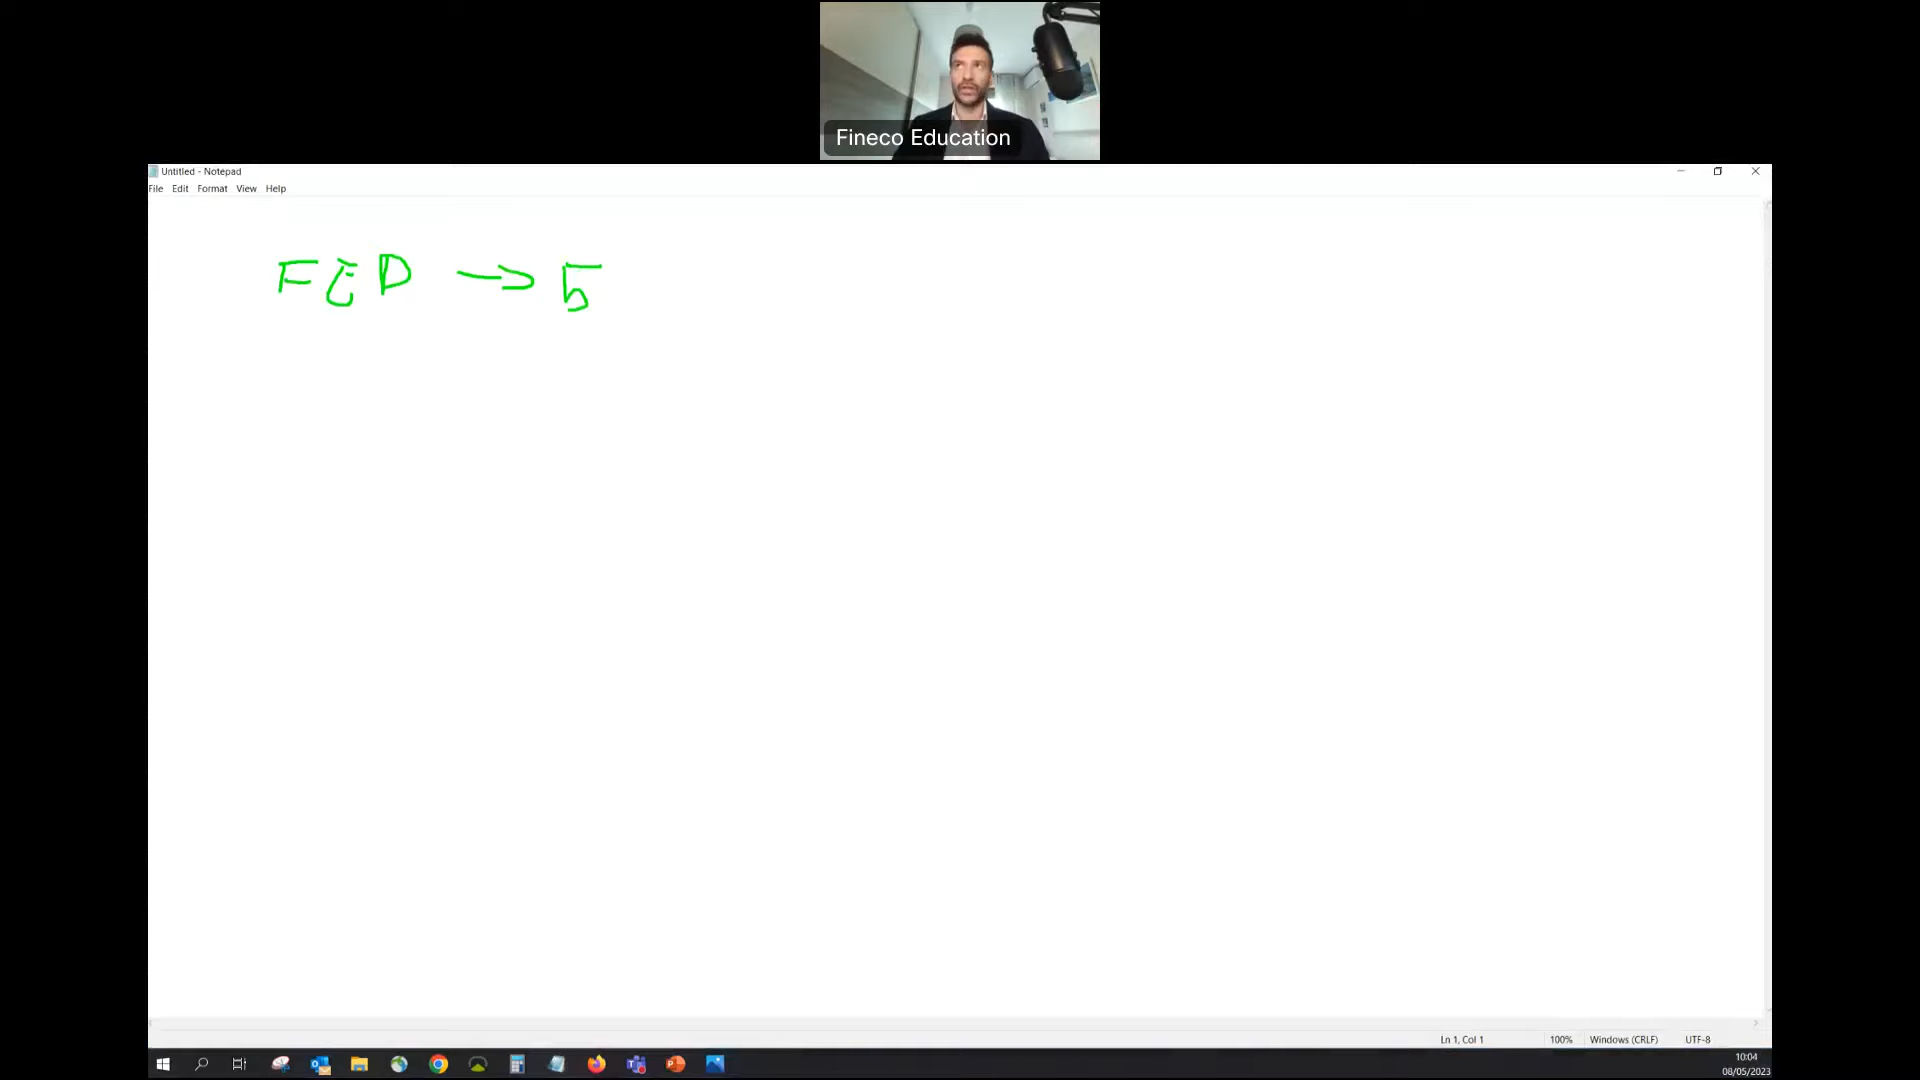 Fineco Education
Untitled - Notepad
File Edit Format View Help
FED → 5
Ln 1, Col 1 100% Windows (CRLF) UTF-8
10:04
08/05/2023